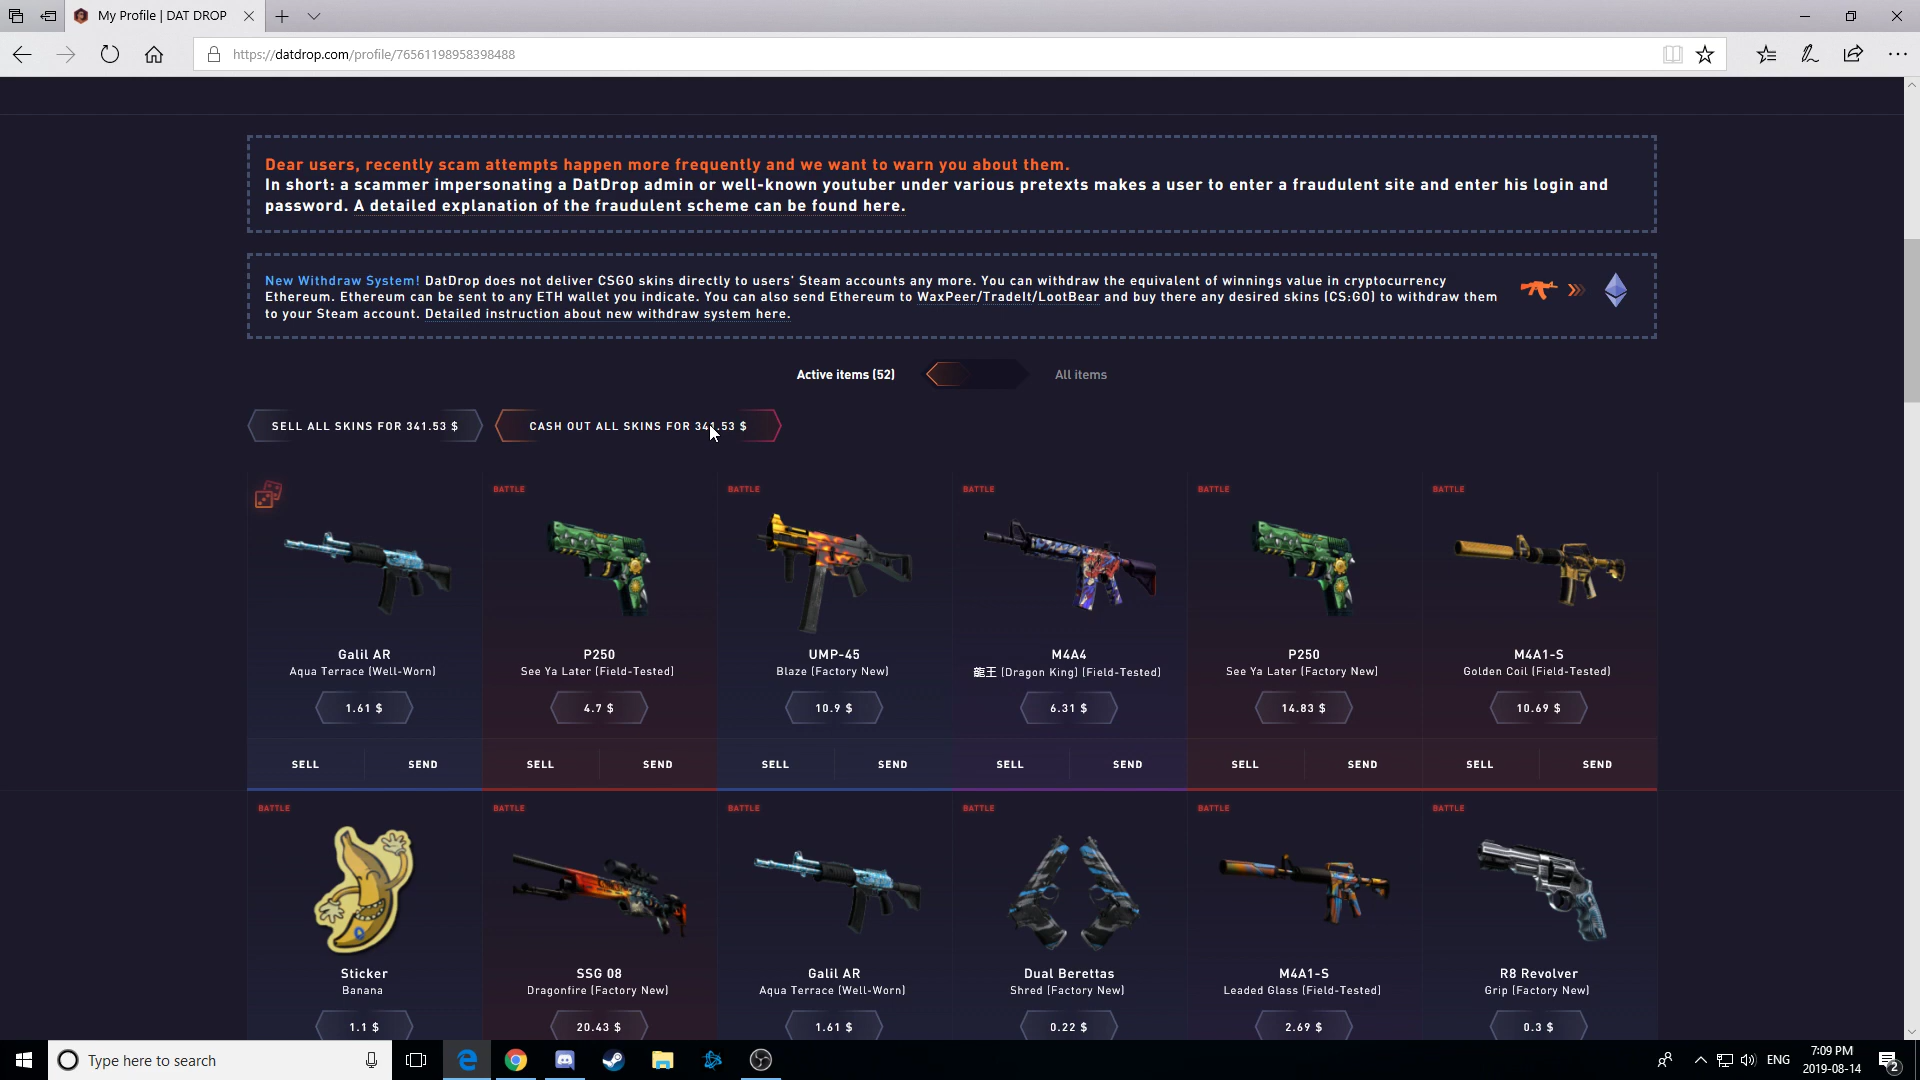 My Profile | DAT DROP
https://datdrop.com/profile/76561198958398488
Dear users, recently scam attempts happen more frequently and we want to warn you about them.
In short: a scammer impersonating a DatDrop admin or well-known youtuber under various pretexts makes a user to enter a fraudulent site and enter his login and
password. A detailed explanation of the fraudulent scheme can be found here.
New Withdraw System! DatDrop does not deliver CSGO skins directly to users' Steam accounts any more. You can withdraw the equivalent of winnings value in cryptocurrency
Ethereum. Ethereum can be sent to any ETH wallet you indicate. You can also send Ethereum to WaxPeer/TradeIt/LootBear and buy there any desired skins (CS:GO) to withdraw them
to your Steam account. Detailed instruction about new withdraw system here.
Active items (52) All items
SELL ALL SKINS FOR 341.53 $ CASH OUT ALL SKINS FOR 341.53 $
BATTLE BATTLE BATTLE BATTLE BATTLE
Galil AR P250 UMP-45 M4A4 P250 M4A1-S
Aqua Terrace (Well-Worn) See Ya Later (Field-Tested) Blaze (Factory New) 龍王 (Dragon King) (Field-Tested) See Ya Later (Factory New) Golden Coil (Field-Tested)
1.61 $ 4.7 $ 10.9 $ 6.31 $ 14.83 $ 10.69 $
SELL SEND SELL SEND SELL SEND SELL SEND SELL SEND SELL SEND
BATTLE BATTLE BATTLE BATTLE BATTLE BATTLE
Sticker SSG 08 Galil AR Dual Berettas M4A1-S R8 Revolver
Banana Dragonfire (Factory New) Aqua Terrace (Well-Worn) Shred (Factory New) Leaded Glass (Field-Tested) Grip (Factory New)
1.1 $ 20.43 $ 1.61 $ 0.22 $ 2.69 $ 0.3 $
Type here to search
ENG
7:09 PM
2019-08-14
2